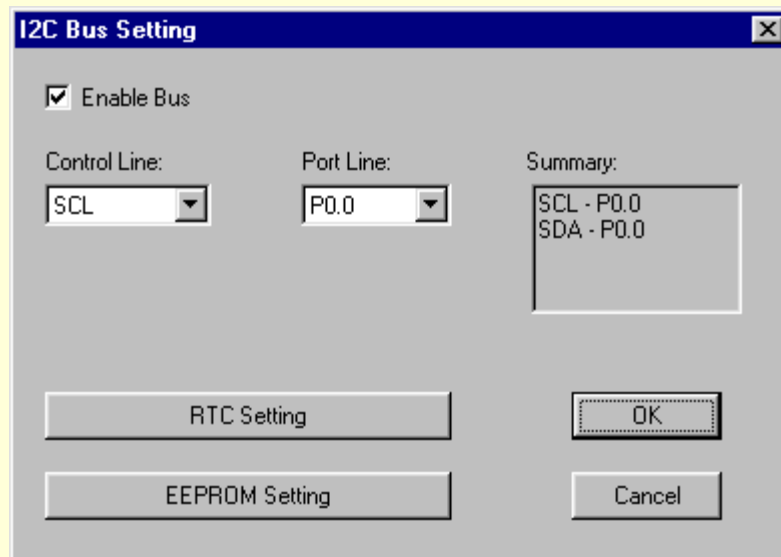 I2C Bus Setting
Enable Bus
Control Line:
Port Line:
Summary:
SCL
P0.0
SCL - P0.0
SDA - P0.0
RTC Setting
OK
EEPROM Setting
Cancel